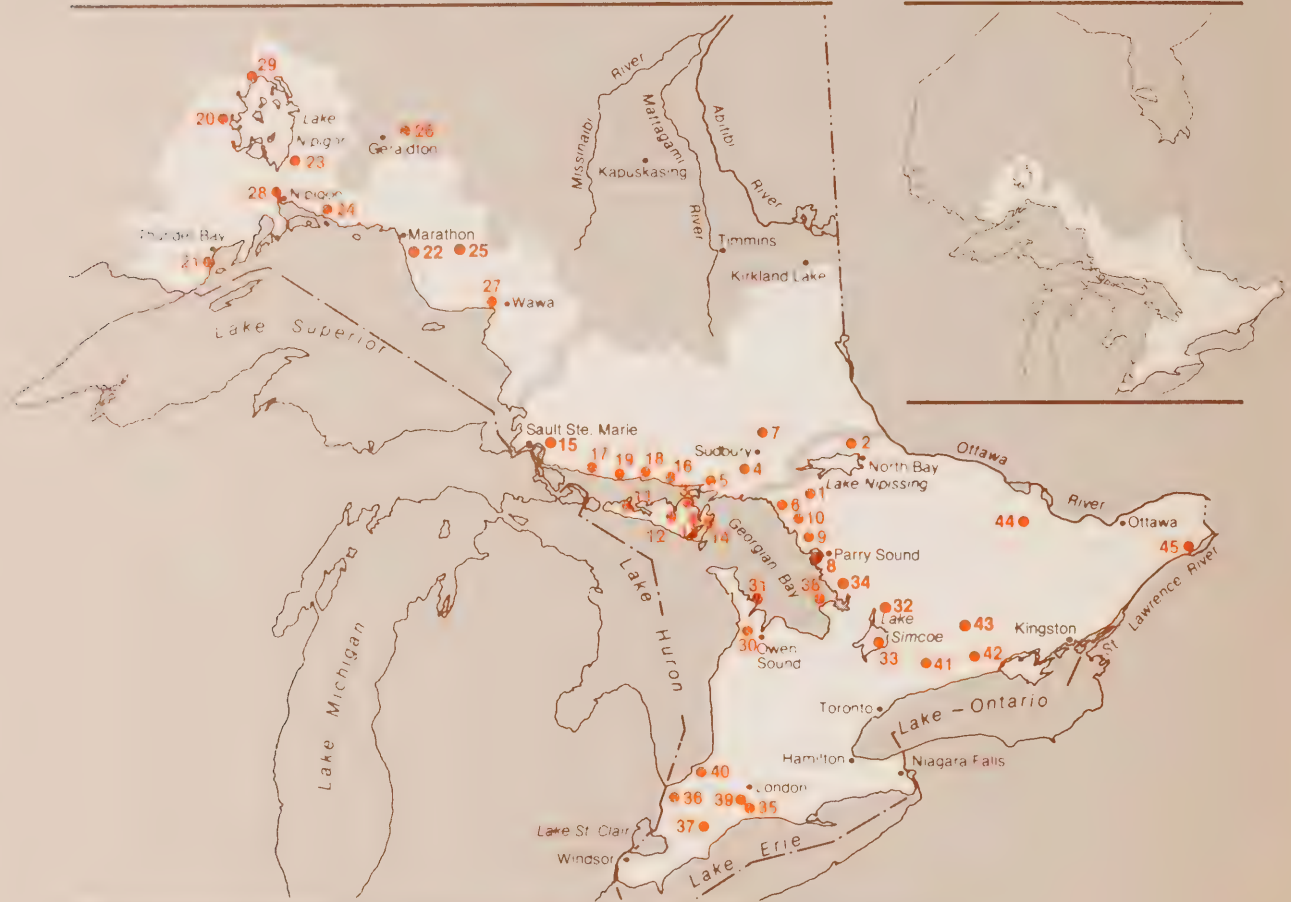 29
20
Lake
26
Geraldton
23
28
Nipigon
24
Thunder Bay
21
Marathon
22
25
27
Wawa
Lake Superior
Missinaibi
River
Mattagami
River
Abitibi
River
Kapuskasing
Timmins
Kirkland Lake
Sault Ste. Marie
15
17
19
18
16
5
7
Sudbury
4
2
North Bay
Lake Nipissing
Ottawa
River
1
6
10
9
Parry Sound
8
34
12
14
Georgian Bay
31
30
Owen
Sound
32
Lake
Simcoe
33
43
41
42
44
Ottawa
45
Kingston
St. Lawrence River
Lake Michigan
Lake Huron
Toronto
Lake Ontario
Hamilton
Niagara Falls
40
36
39
London
35
37
Lake St. Clair
Windsor
Lake Erie